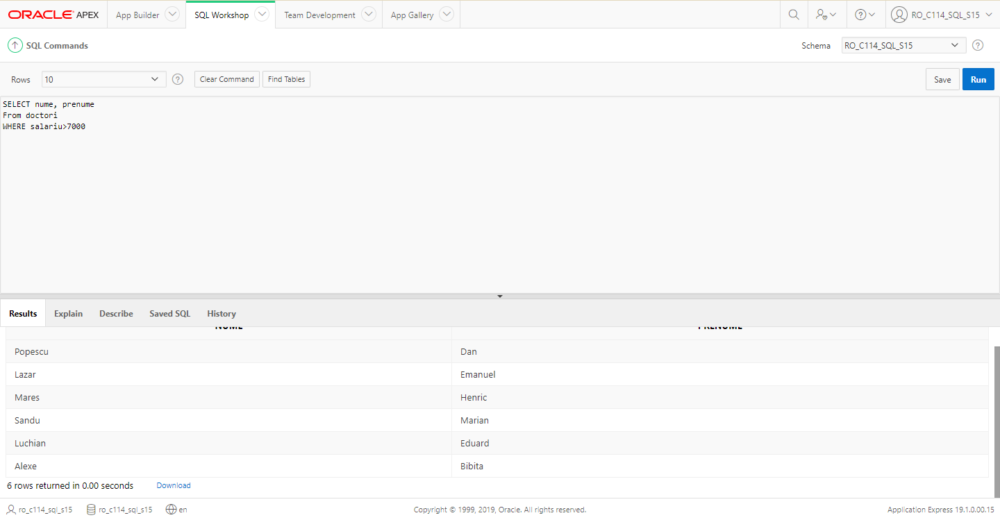 ORACLE APEX App Builder SQL Workshop Team Development App Gallery RO_C114_SQL_S15
SQL Commands Schema RO_C114_SQL_S15
Rows 10 Clear Command Find Tables Save Run
SELECT nume, prenume
From doctori
WHERE salariu>7000
Results Explain Describe Saved SQL History
NUME PRENUME
Popescu Dan
Lazar Emanuel
Mares Henric
Sandu Marian
Luchian Eduard
Alexe Bibita
6 rows returned in 0.00 seconds Download
ro_c114_sql_s15 ro_c114_sql_s15 en Copyright © 1999, 2019, Oracle. All rights reserved. Application Express 19.1.0.00.15